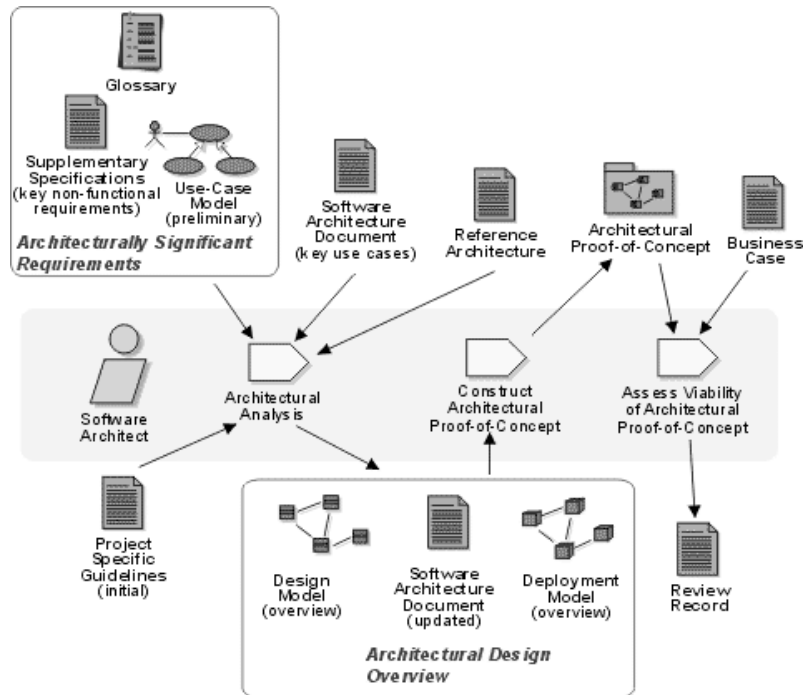 Glossary
Supplementary
Specifications
(key non-functional
requirements)
Use-Case
Model
(preliminary)
Architecturally Significant
Requirements
Software
Architecture
Document
(key use cases)
Reference
Architecture
Architectural
Proof-of-Concept
Business
Case
Software
Architect
Architectural
Analysis
Construct
Architectural
Proof-of-Concept
Assess Viability
of Architectural
Proof-of-Concept
Project
Specific
Guidelines
(initial)
Design
Model
(overview)
Software
Architecture
Document
(updated)
Deployment
Model
(overview)
Architectural Design
Overview
Review
Record